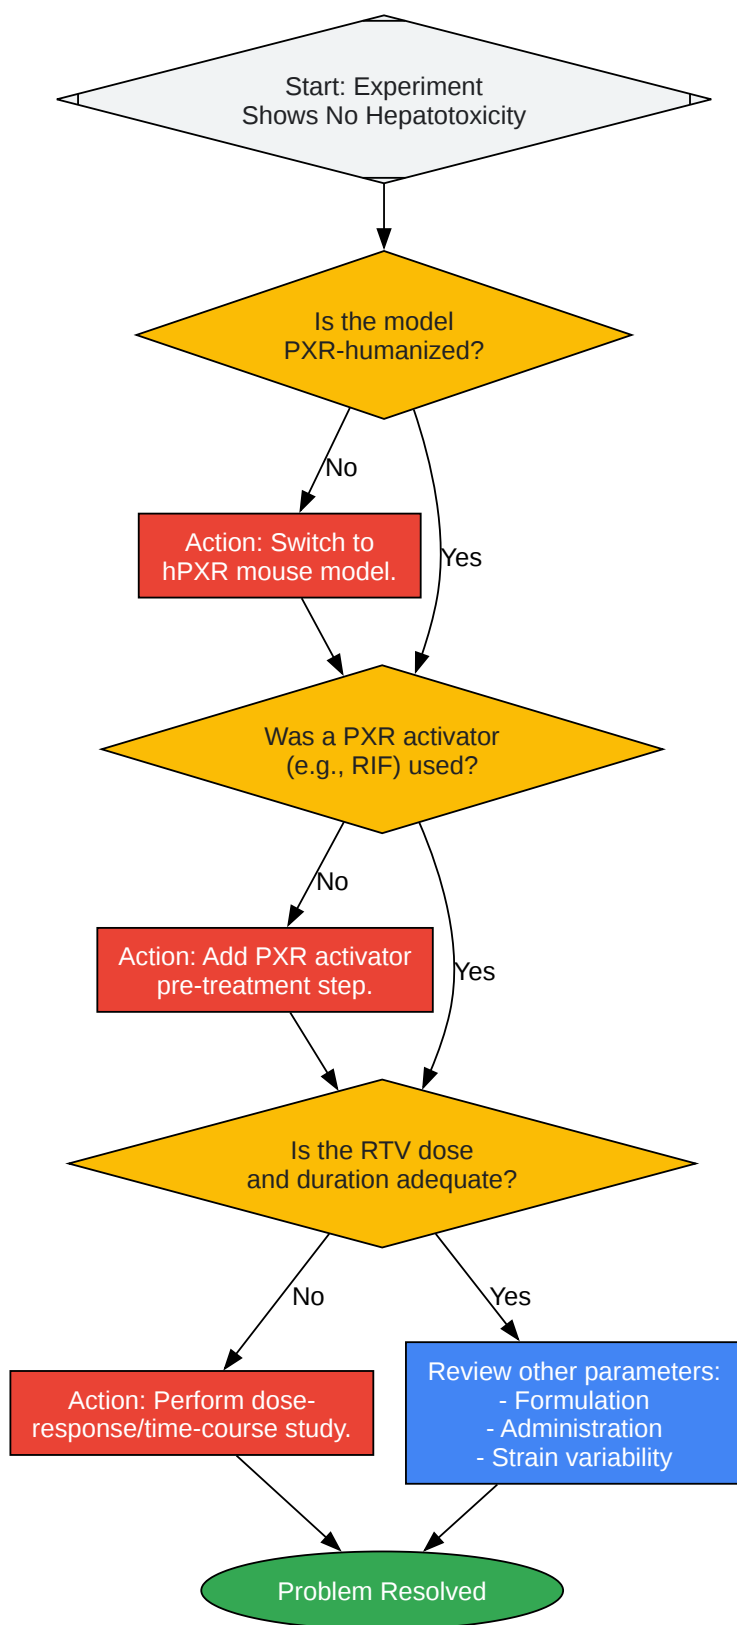 Start: Experiment
Shows No Hepatotoxicity
Is the model
PXR-humanized?
No
Yes
Action: Switch to
hPXR mouse model.
Was a PXR activator
(e.g., RIF) used?
No
Yes
Action: Add PXR activator
pre-treatment step.
Is the RTV dose
and duration adequate?
No
Yes
Action: Perform dose-
response/time-course study.
Review other parameters:
- Formulation
- Administration
- Strain variability
Problem Resolved